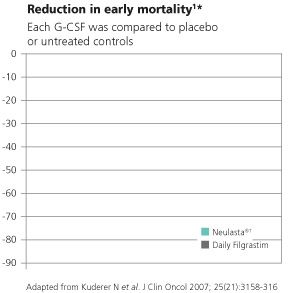 Reduction in early mortality¹*
Each G-CSF was compared to placebo
or untreated controls
0
-10
-20
-30
-40
-50
-60
-70
-80
-90
Neulasta®¹
Daily Filgrastim
Adapted from Kuderer N et al. J Clin Oncol 2007; 25(21):3158-316